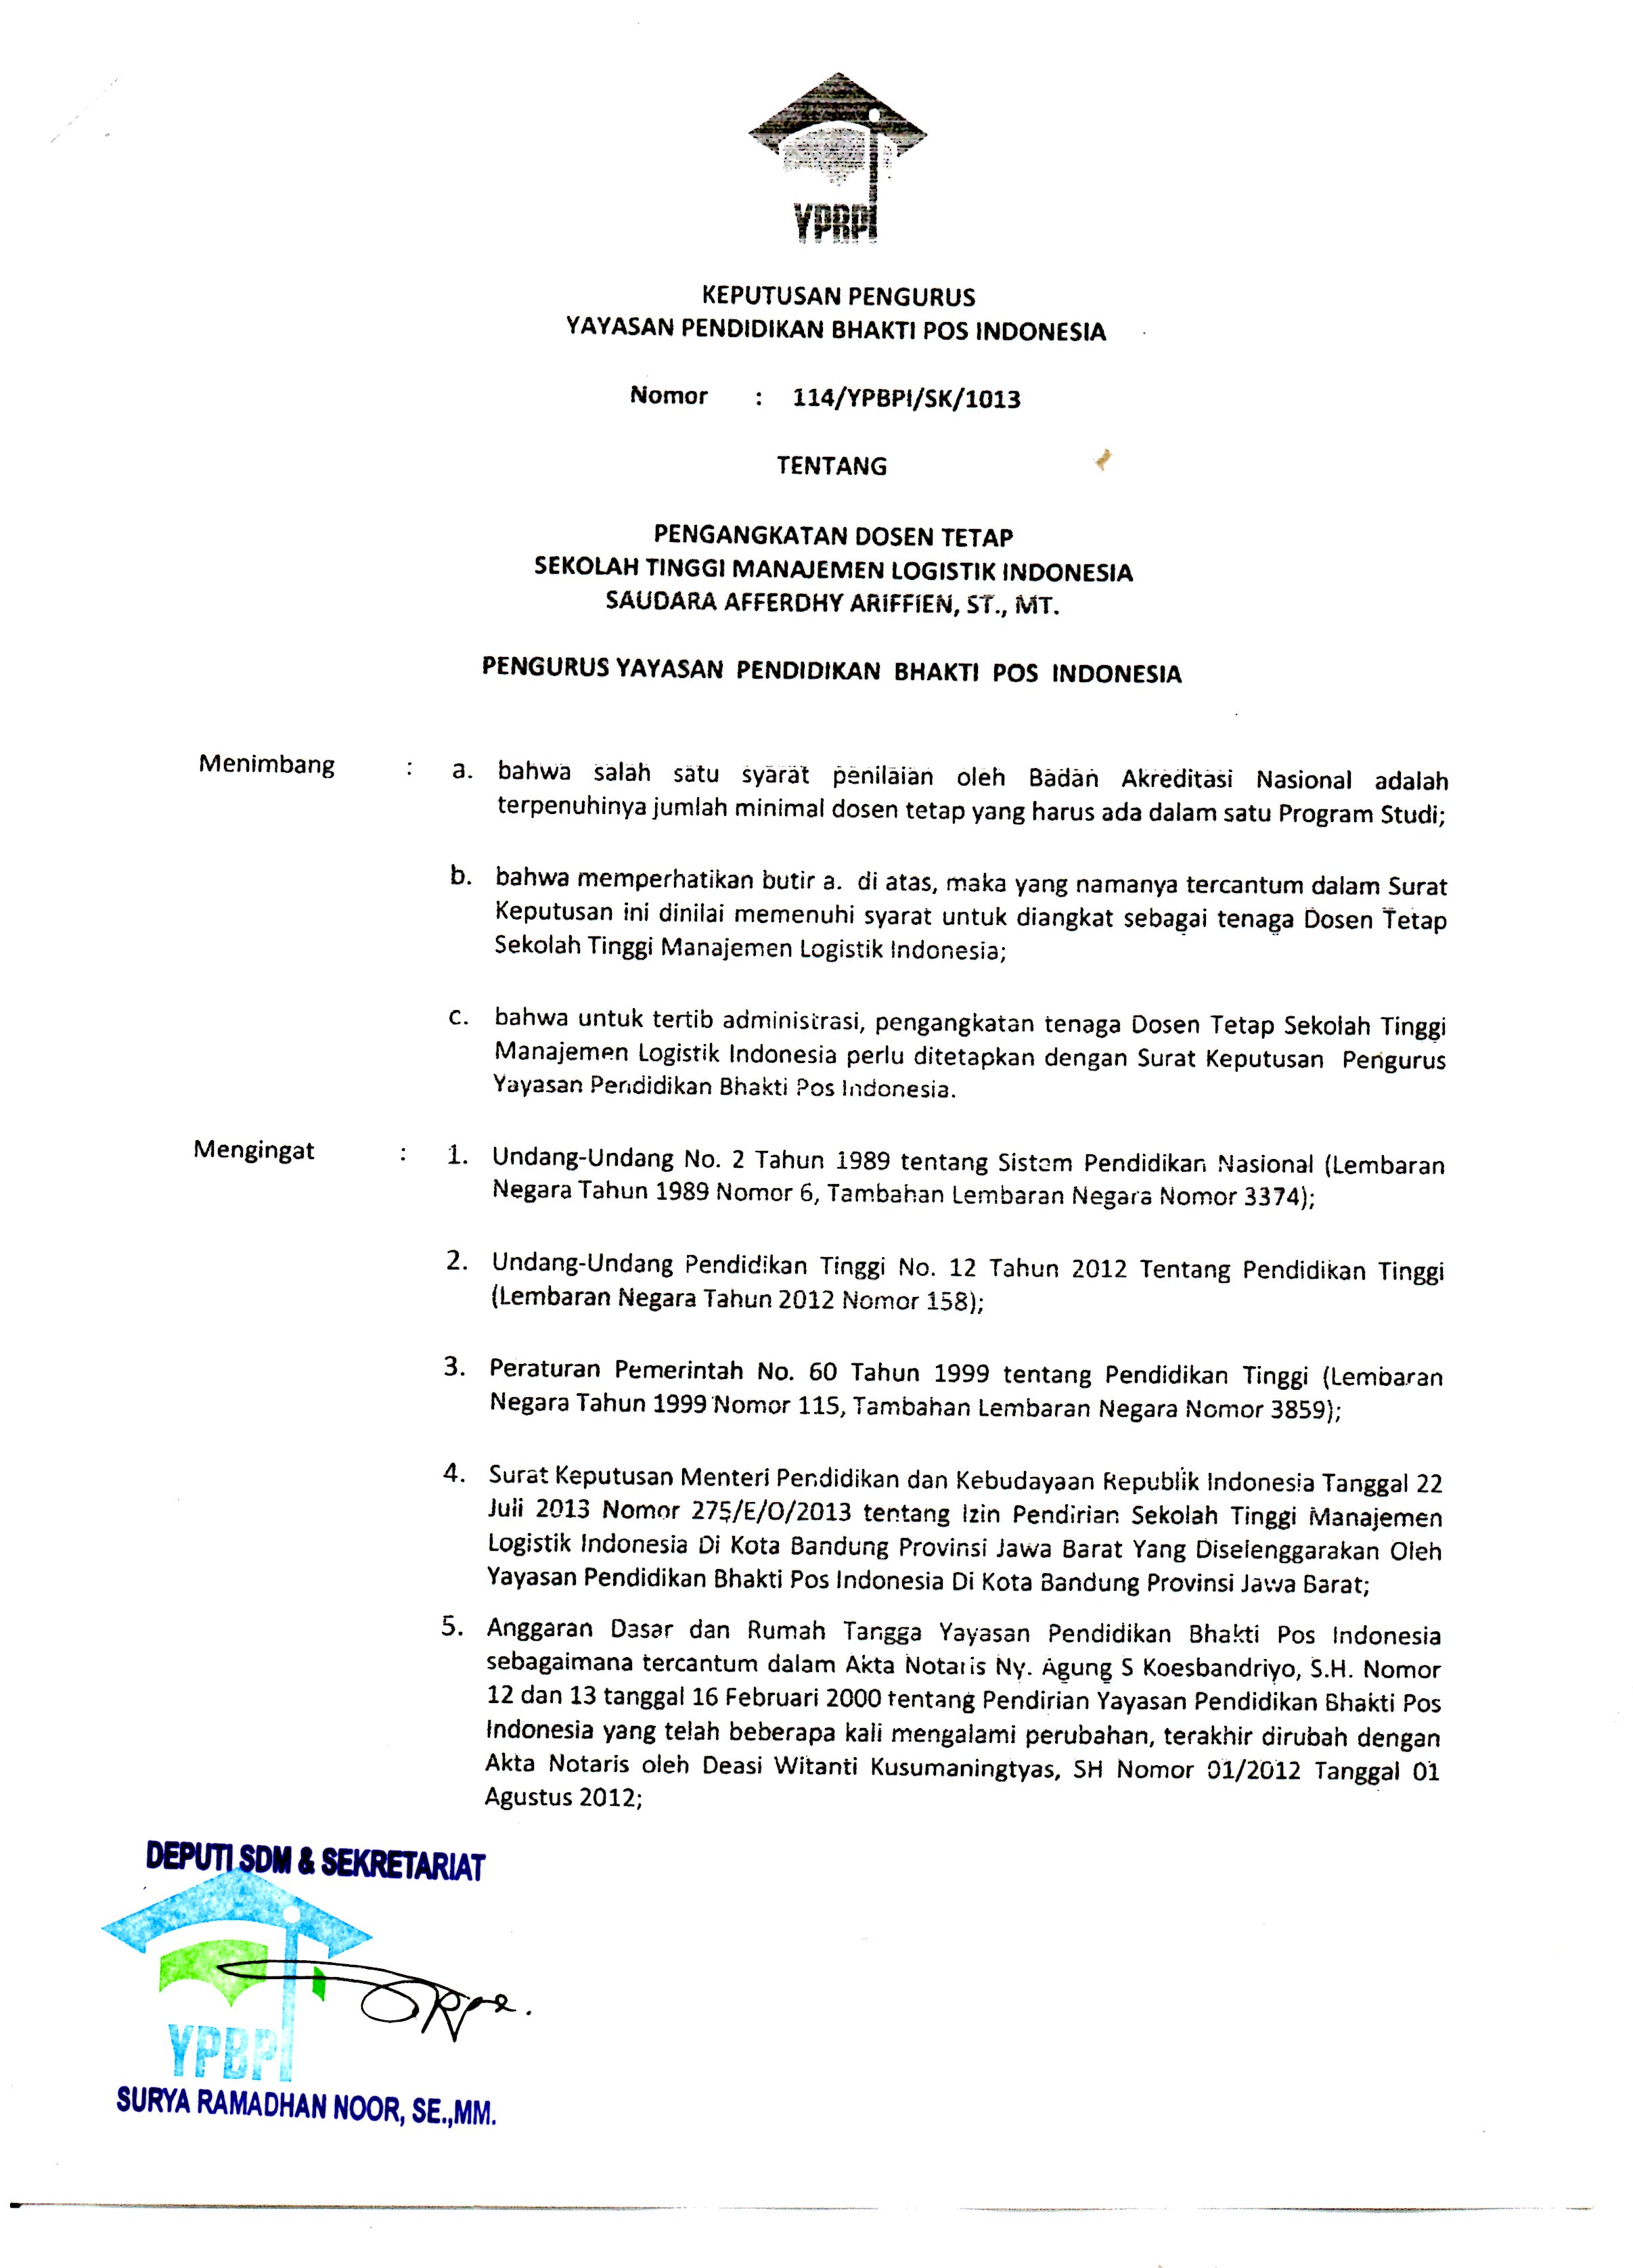 YPBPI
KEPUTUSAN PENGURUS
YAYASAN PENDIDIKAN BHAKTI POS INDONESIA
Nomor : 114/YPBPI/SK/1013
TENTANG
PENGANGKATAN DOSEN TETAP
SEKOLAH TINGGI MANAJEMEN LOGISTIK INDONESIA
SAUDARA AFFERDHY ARIFFIEN, ST., MT.
PENGURUS YAYASAN PENDIDIKAN BHAKTI POS INDONESIA
Menimbang : a. bahwa salah satu syarat penilaian oleh Badan Akreditasi Nasional adalah
terpenuhinya jumlah minimal dosen tetap yang harus ada dalam satu Program Studi;
b. bahwa memperhatikan butir a. di atas, maka yang namanya tercantum dalam Surat
Keputusan ini dinilai memenuhi syarat untuk diangkat sebagai tenaga Dosen Tetap
Sekolah Tinggi Manajemen Logistik Indonesia;
c. bahwa untuk tertib administrasi, pengangkatan tenaga Dosen Tetap Sekolah Tinggi
Manajemen Logistik Indonesia perlu ditetapkan dengan Surat Keputusan Pengurus
Yayasan Pendidikan Bhakti Pos Indonesia.
Mengingat : 1. Undang-Undang No. 2 Tahun 1989 tentang Sistem Pendidikan Nasional (Lembaran
Negara Tahun 1989 Nomor 6, Tambahan Lembaran Negara Nomor 3374);
2. Undang-Undang Pendidikan Tinggi No. 12 Tahun 2012 Tentang Pendidikan Tinggi
(Lembaran Negara Tahun 2012 Nomor 158);
3. Peraturan Pemerintah No. 60 Tahun 1999 tentang Pendidikan Tinggi (Lembaran
Negara Tahun 1999 Nomor 115, Tambahan Lembaran Negara Nomor 3859);
4. Surat Keputusan Menteri Pendidikan dan Kebudayaan Republik Indonesia Tanggal 22
Juli 2013 Nomor 275/E/O/2013 tentang Izin Pendirian Sekolah Tinggi Manajemen
Logistik Indonesia Di Kota Bandung Provinsi Jawa Barat Yang Diselenggarakan Oleh
Yayasan Pendidikan Bhakti Pos Indonesia Di Kota Bandung Provinsi Jawa Barat;
5. Anggaran Dasar dan Rumah Tangga Yayasan Pendidikan Bhakti Pos Indonesia
sebagaimana tercantum dalam Akta Notaris Ny. Agung S Koesbandriyo, S.H. Nomor
12 dan 13 tanggal 16 Februari 2000 tentang Pendirian Yayasan Pendidikan Bhakti Pos
Indonesia yang telah beberapa kali mengalami perubahan, terakhir dirubah dengan
Akta Notaris oleh Deasi Witanti Kusumaningtyas, SH Nomor 01/2012 Tanggal 01
Agustus 2012;
DEPUTI SDM & SEKRETARIAT
YPBPI
SURYA RAMADHAN NOOR, SE.,MM.